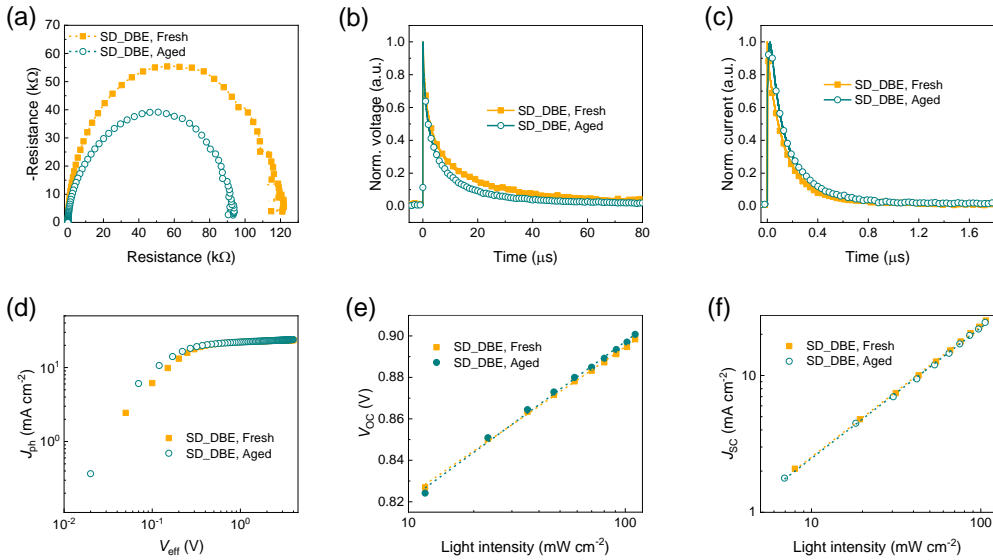 (a)
70
60
50
40
30
20
10
0
-Resistance (kΩ)
SD_DBE, Fresh
SD_DBE, Aged
0 20 40 60 80 100 120
Resistance (kΩ)
(b)
1.0
0.8
0.6
0.4
0.2
0.0
Norm. voltage (a.u.)
SD_DBE, Fresh
SD_DBE, Aged
0 20 40 60 80
Time (μs)
(c)
1.0
0.8
0.6
0.4
0.2
0.0
Norm. current (a.u.)
SD_DBE, Fresh
SD_DBE, Aged
0.0 0.4 0.8 1.2 1.6
Time (μs)
(d)
10¹
10⁰
J_ph (mA cm⁻²)
SD_DBE, Fresh
SD_DBE, Aged
10⁻² 10⁻¹ 10⁰
V_eff (V)
(e)
0.90
0.88
0.86
0.84
0.82
V_OC (V)
SD_DBE, Fresh
SD_DBE, Aged
10 100
Light intensity (mW cm⁻²)
(f)
10
1
J_SC (mA cm⁻²)
SD_DBE, Fresh
SD_DBE, Aged
10 100
Light intensity (mW cm⁻²)